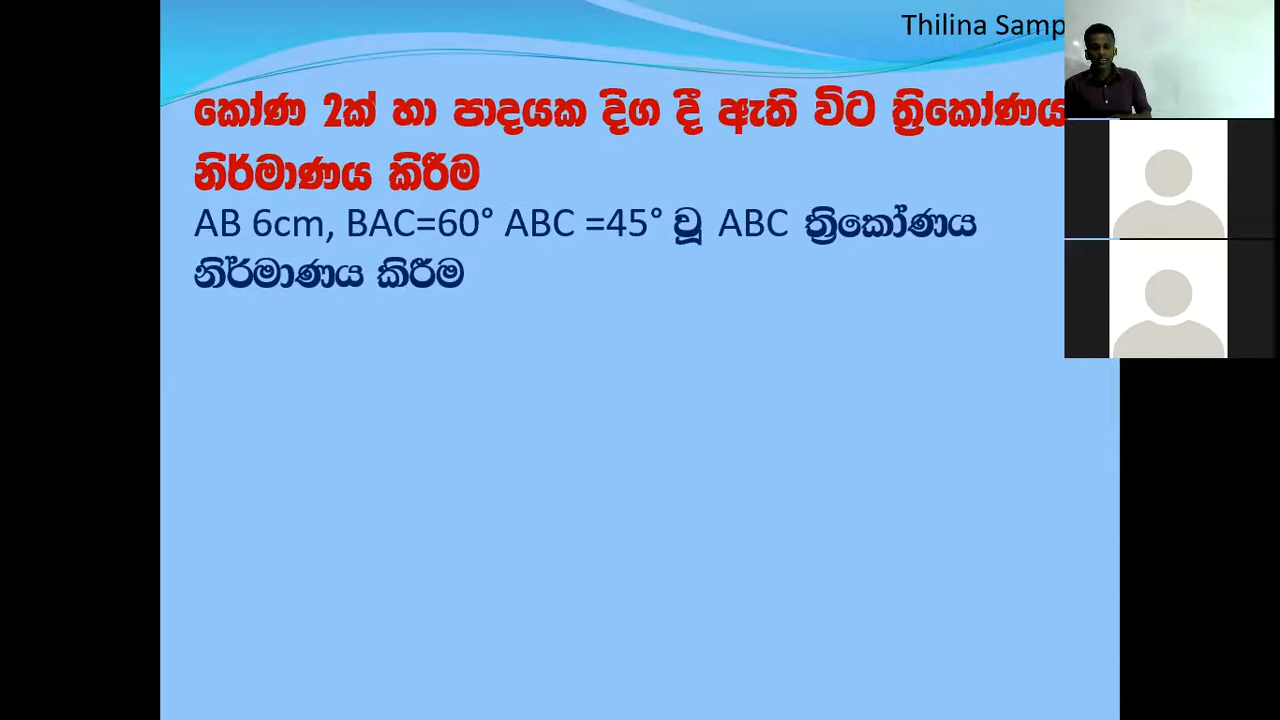 Thilina Samp
කෝණ 2ක් හා පාදයක දිග දී ඇති විට ත්‍රිකෝණය
නිර්මාණය කිරීම
AB 6cm, BAC=60° ABC =45° වූ ABC ත්‍රිකෝණය
නිර්මාණය කිරීම